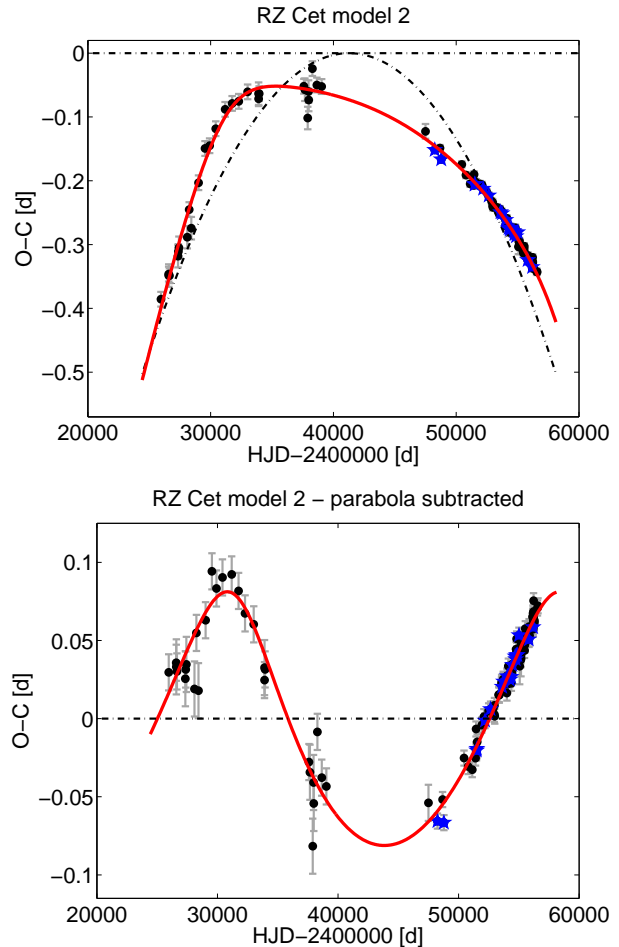 RZ Cet model 2
0
−0.1
−0.2
−0.3
−0.4
−0.5
O−C [d]
20000 30000 40000 50000 60000
HJD−2400000 [d]
RZ Cet model 2 − parabola subtracted
0.1
0.05
0
−0.05
−0.1
O−C [d]
20000 30000 40000 50000 60000
HJD−2400000 [d]